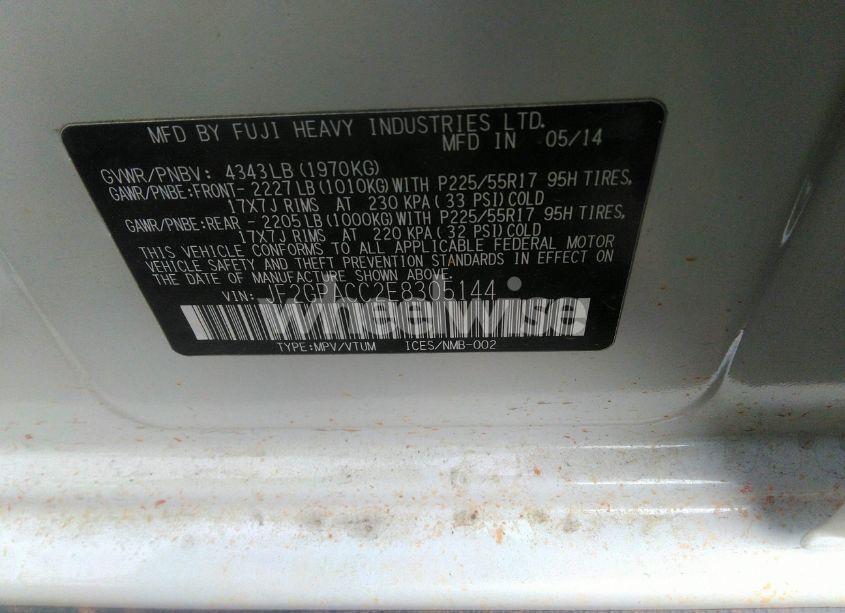 MFD BY FUJI HEAVY INDUSTRIES LTD.
MFD IN 05/14
GVWR/PNBV: 4343LB (1970KG)
GAWR/PNBE:FRONT- 2227LB (1010KG) WITH P225/55R17 95H TIRES,
17X7J RIMS AT 230 KPA (33 PSI) COLD
GAWR/PNBE:REAR - 2205LB (1000KG) WITH P225/55R17 95H TIRES,
17X7J RIMS AT 220 KPA (32 PSI) COLD
THIS VEHICLE CONFORMS TO ALL APPLICABLE FEDERAL MOTOR
VEHICLE SAFETY AND THEFT PREVENTION STANDARDS IN EFFECT ON
THE DATE OF MANUFACTURE SHOWN ABOVE.
VIN: JF2GPACC2E8305144
wheelwise
TYPE:MPV/VTUM ICES/NMB-002